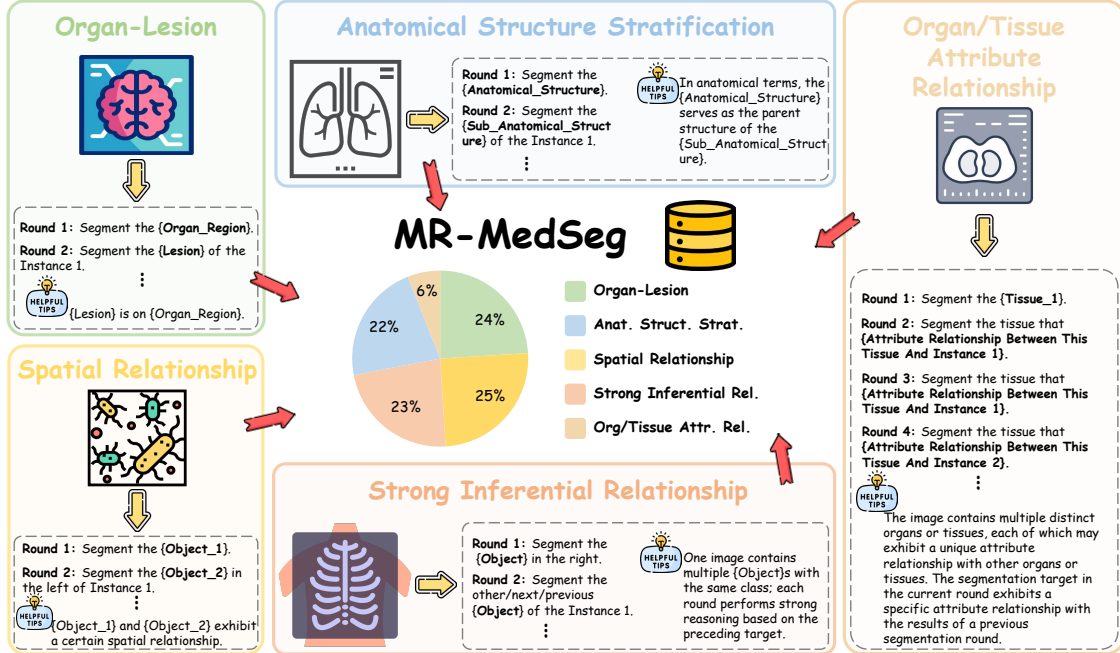 Organ-Lesion
Round 1: Segment the {Organ_Region}.
Round 2: Segment the {Lesion} of the
Instance 1.
⋮
HELPFUL
TIPS
{Lesion} is on {Organ_Region}.
Anatomical Structure Stratification
Round 1: Segment the
{Anatomical_Structure}.
Round 2: Segment the
{Sub_Anatomical_Struct
ure} of the Instance 1.
⋮
HELPFUL
TIPS
In anatomical terms, the
{Anatomical_Structure}
serves as the parent
structure of the
{Sub_Anatomical_Struct
ure}.
Organ/Tissue
Attribute
Relationship
Round 1: Segment the {Tissue_1}.
Round 2: Segment the tissue that
{Attribute Relationship Between This
Tissue And Instance 1}.
Round 3: Segment the tissue that
{Attribute Relationship Between This
Tissue And Instance 1}.
Round 4: Segment the tissue that
{Attribute Relationship Between This
Tissue And Instance 2}.
⋮
HELPFUL
TIPS
The image contains multiple distinct
organs or tissues, each of which may
exhibit a unique attribute
relationship with other organs or
tissues. The segmentation target in
the current round exhibits a
specific attribute relationship with
the results of a previous
segmentation round.
MR-MedSeg
6%
24%
22%
25%
23%
Organ-Lesion
Anat. Struct. Strat.
Spatial Relationship
Strong Inferential Rel.
Org/Tissue Attr. Rel.
Spatial Relationship
Round 1: Segment the {Object_1}.
Round 2: Segment the {Object_2} in
the left of Instance 1.
⋮
HELPFUL
TIPS
{Object_1} and {Object_2} exhibit
a certain spatial relationship.
Strong Inferential Relationship
Round 1: Segment the
{Object} in the right.
Round 2: Segment the
other/next/previous
{Object} of the Instance 1.
⋮
HELPFUL
TIPS
One image contains
multiple {Object}s with
the same class; each
round performs strong
reasoning based on the
preceding target.